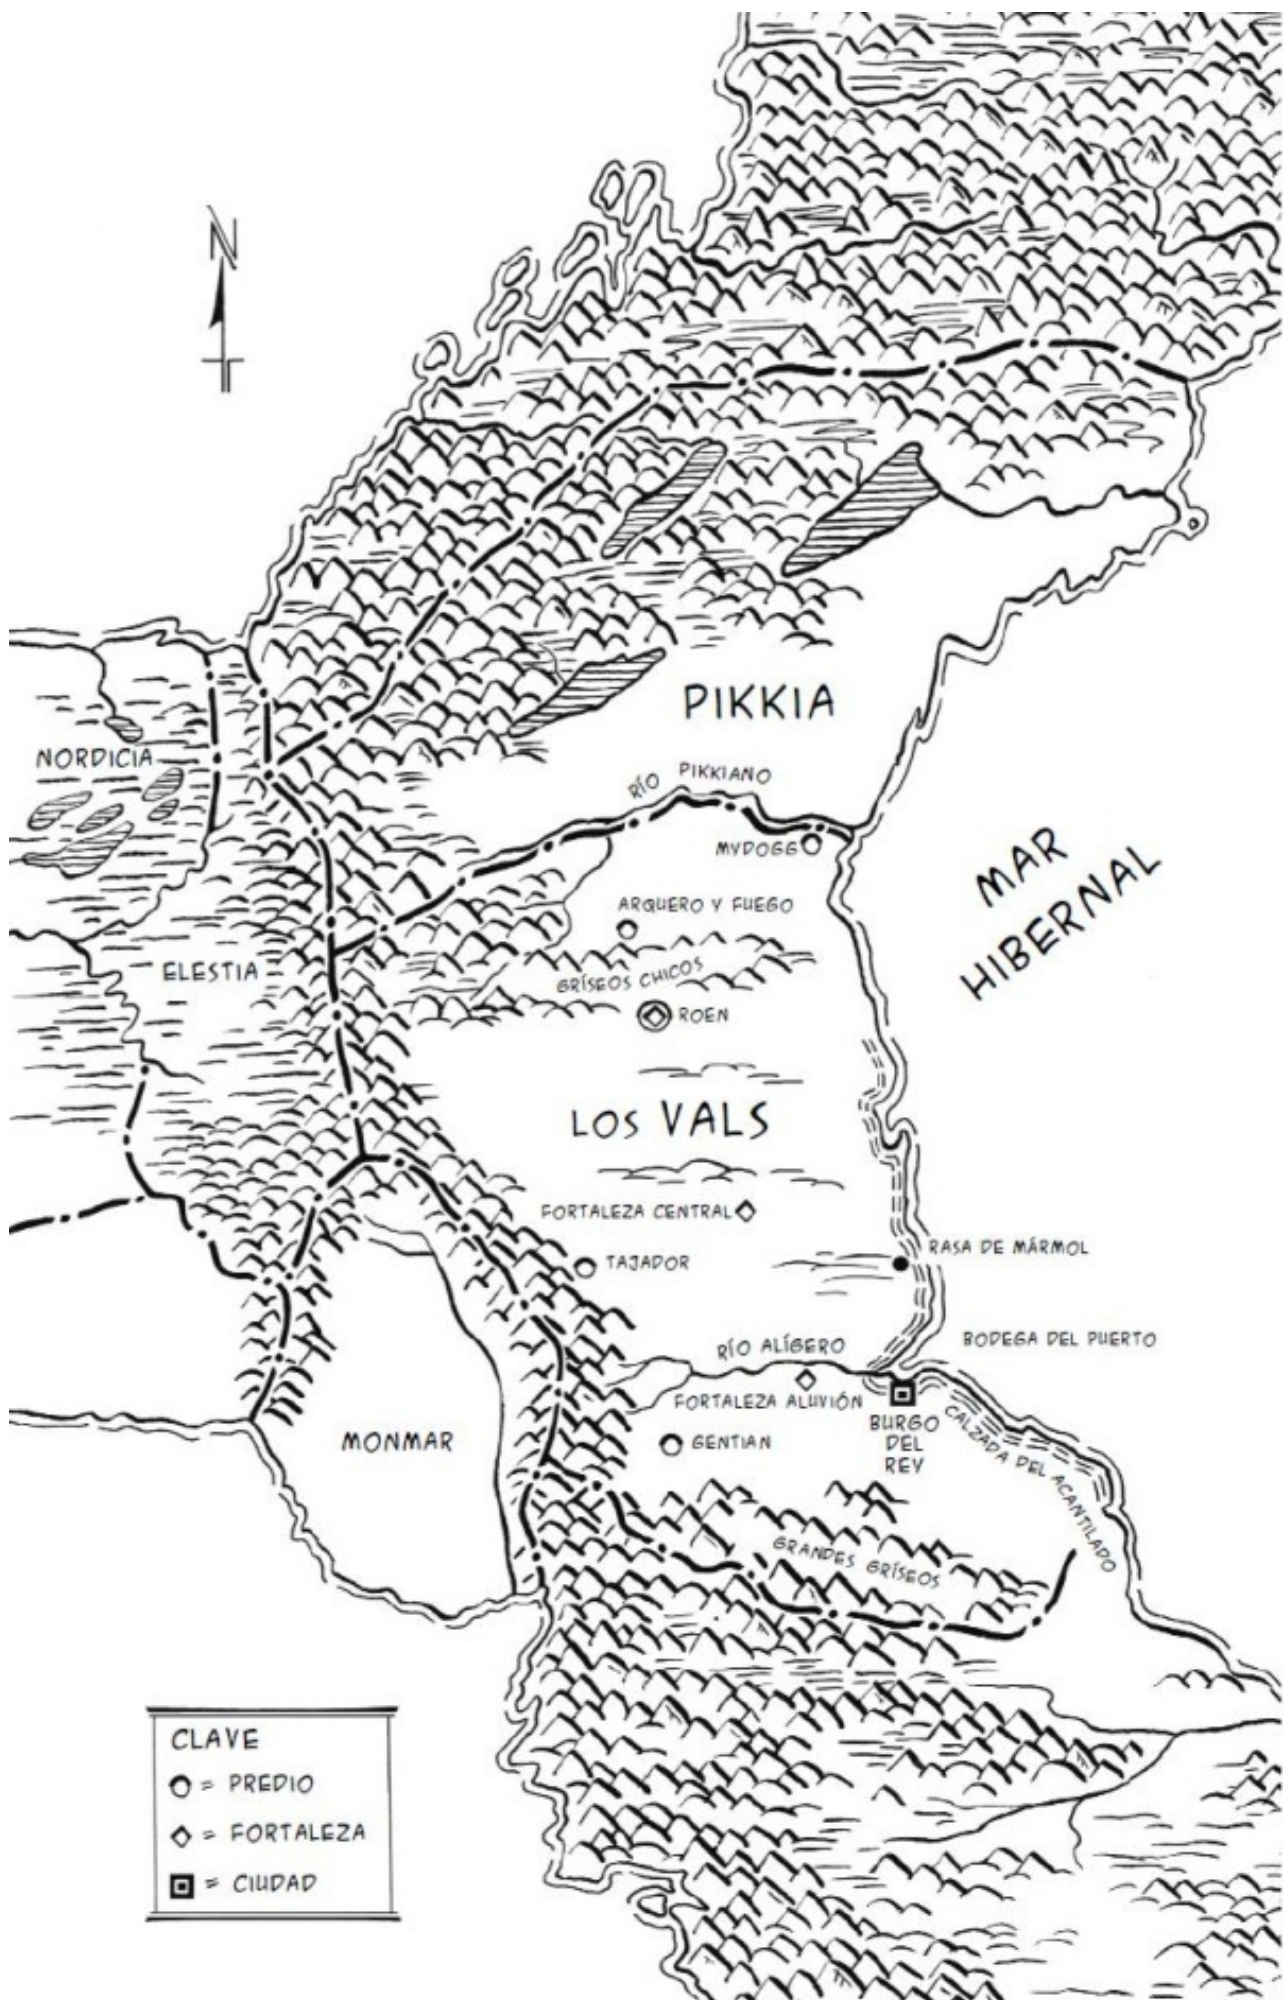 N
PIKKIA
NORDICIA
RÍO PIKKIANO
MYDOGG
MAR
HIBERNAL
ARQUERO Y FUEGO
ELESTIA
GRÍSEOS CHICOS
ROEN
LOS VALS
FORTALEZA CENTRAL
RASA DE MÁRMOL
TAJADOR
BODEGA DEL PUERTO
RÍO ALÍGERO
FORTALEZA ALUVIÓN
BURGO
DEL
REY
CALZADA DEL ACANTILADO
MONMAR
GENTIAN
GRANDES GRÍSEOS
CLAVE
= PREDIO
= FORTALEZA
= CIUDAD